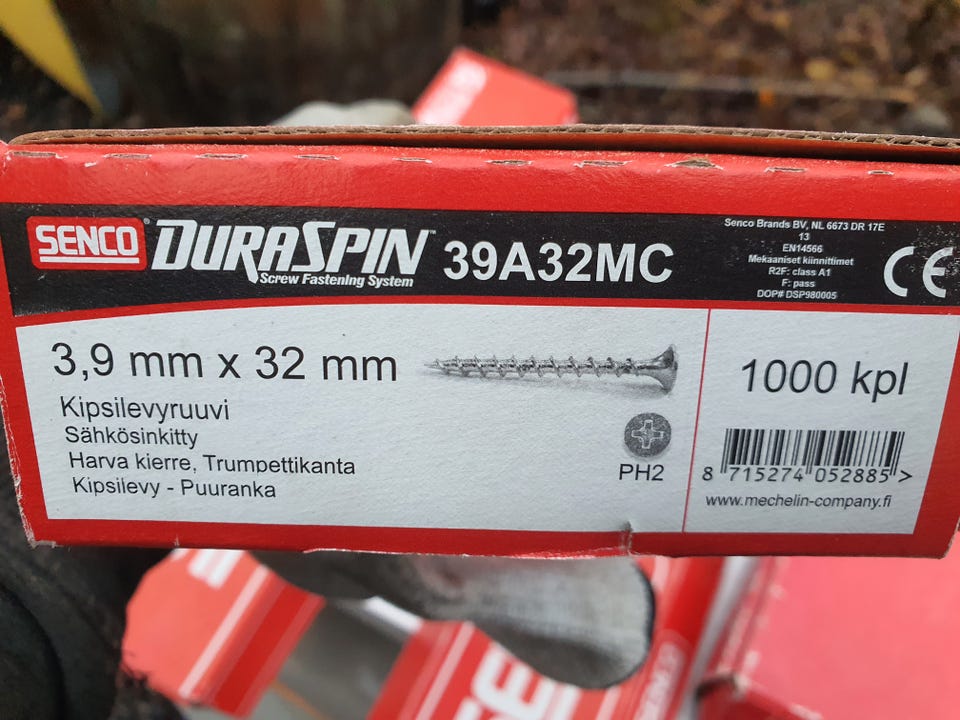 SENCO® DURASPIN™
Screw Fastening System
39A32MC
Senco Brands BV, NL 6673 DR 17E
13
EN14566
Mekaaniset kiinnittimet
R2F: class A1
F: pass
DOP# DSP980005
CE
3,9 mm x 32 mm
Kipsilevyruuvi
Sähkösinkitty
Harva kierre, Trumpettikanta
Kipsilevy - Puuranka
PH2
1000 kpl
8 715274 052885 >
www.mechelin-company.fi